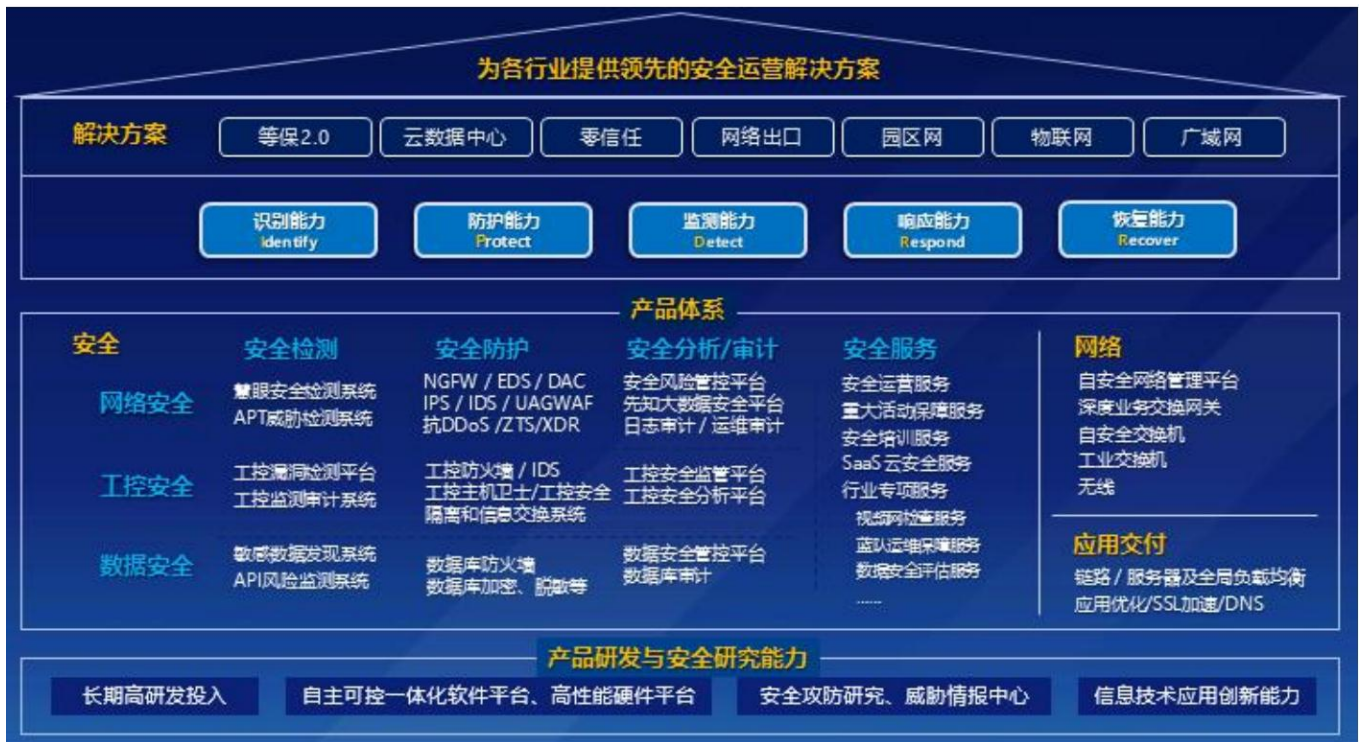 为各行业提供领先的安全运营解决方案
解决方案
等保2.0
云数据中心
零信任
网络出口
园区网
物联网
广域网
识别能力
Identify
防护能力
Protect
监测能力
Detect
响应能力
Respond
恢复能力
Recover
产品体系
安全
安全检测
安全防护
安全分析/审计
安全服务
网络安全
慧眼安全检测系统
APT威胁检测系统
NGFW / EDS / DAC
IPS / IDS / UAGWAF
抗DDoS /ZTS/XDR
安全风险管控平台
先知大数据安全平台
日志审计 / 运维审计
工控安全
工控漏洞检测平台
工控监测审计系统
工控防火墙 / IDS
工控主机卫士/工控安全
隔离和信息交换系统
工控安全监管平台
工控安全分析平台
数据安全
敏感数据发现系统
API风险监测系统
数据库防火墙
数据库加密、脱敏等
数据安全管控平台
数据库审计
安全运营服务
重大活动保障服务
安全培训服务
SaaS云安全服务
行业专项服务
视频网检查服务
蓝队运维保障服务
数据安全评估服务
......
网络
自安全网络管理平台
深度业务交换网关
自安全交换机
工业交换机
无线
应用交付
链路 / 服务器及全局负载均衡
应用优化/SSL加速/DNS
产品研发与安全研究能力
长期高研发投入
自主可控一体化软件平台、高性能硬件平台
安全攻防研究、威胁情报中心
信息技术应用创新能力